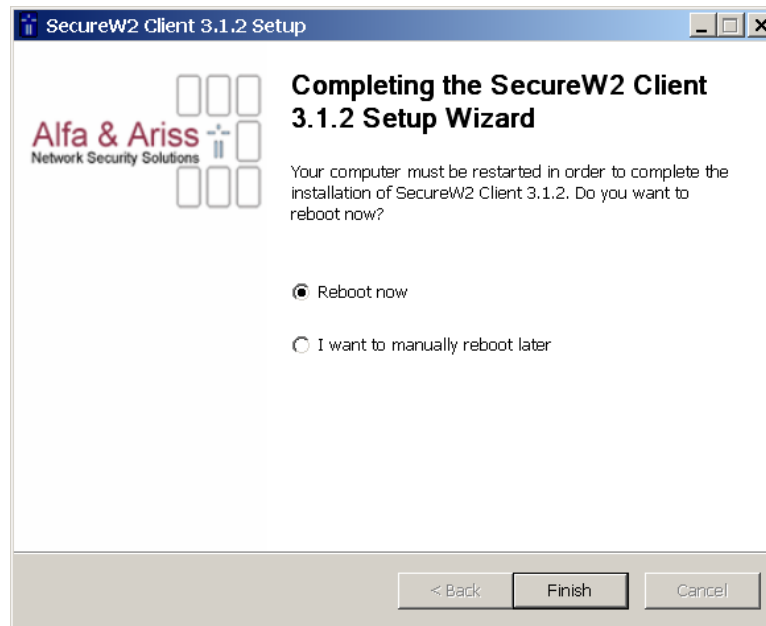 SecureW2 Client 3.1.2 Setup
Alfa & Ariss
Network Security Solutions
Completing the SecureW2 Client
3.1.2 Setup Wizard
Your computer must be restarted in order to complete the
installation of SecureW2 Client 3.1.2. Do you want to
reboot now?
Reboot now
I want to manually reboot later
< Back
Finish
Cancel